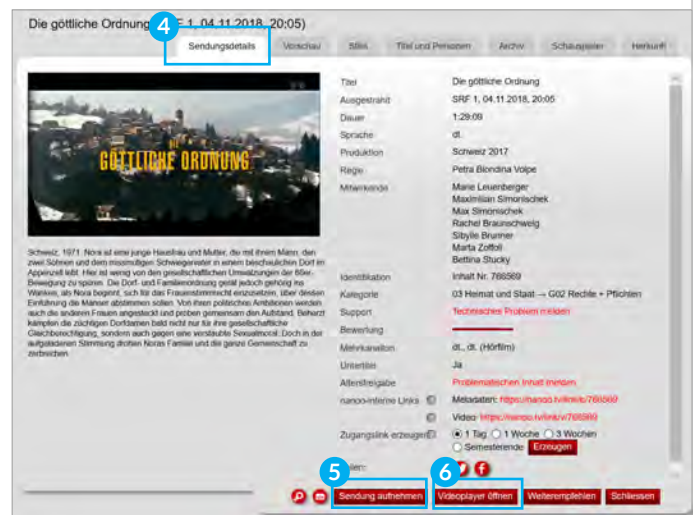 Die göttliche Ordnung (SRF 1, 04.11.2018, 20:05)
4
Sendungsdetails Vorschau Stills Titel und Personen Archiv Schauspieler Herkunft
DIE
GÖTTLICHE ORDNUNG
Schweiz, 1971: Nora ist eine junge Hausfrau und Mutter, die mit ihrem Mann, den
zwei Söhnen und dem missmutigen Schwiegervater in einem beschaulichen Dorf im
Appenzell lebt. Hier ist wenig von den gesellschaftlichen Umwälzungen der 68er-
Bewegung zu spüren. Die Dorf- und Familienordnung gerät jedoch gehörig ins
Wanken, als Nora beginnt, sich für das Frauenstimmrecht einzusetzen, über dessen
Einführung die Männer abstimmen sollen. Von ihren politischen Ambitionen werden
auch die anderen Frauen angesteckt und proben gemeinsam den Aufstand. Beherzt
kämpfen die züchtigen Dorfdamen bald nicht nur für ihre gesellschaftliche
Gleichberechtigung, sondern auch gegen eine verstaubte Sexualmoral. Doch in der
aufgeladenen Stimmung drohen Noras Familie und die ganze Gemeinschaft zu
zerbrechen.
Titel Die göttliche Ordnung
Ausgestrahlt SRF 1, 04.11.2018, 20:05
Dauer 1:29:09
Sprache dt.
Produktion Schweiz 2017
Regie Petra Biondina Volpe
Mitwirkende Marie Leuenberger
Maximilian Simonischek
Max Simonischek
Rachel Braunschweig
Sibylle Brunner
Marta Zoffoli
Bettina Stucky
Identifikation Inhalt Nr. 766569
Kategorie 03 Heimat und Staat → G02 Rechte + Pflichten
Support Technisches Problem melden
Bewertung
Mehrkanalton dt., dt. (Hörfilm)
Untertitel Ja
Altersfreigabe Problematischen Inhalt melden
nanoo-interne Links Metadaten: https://nanoo.tv/link/b/766569
Video: https://nanoo.tv/link/v/766569
Zugangslink erzeugen 1 Tag 1 Woche 3 Wochen
Semesterende Erzeugen
5 6
Sendung aufnehmen Videoplayer öffnen Weiterempfehlen Schliessen